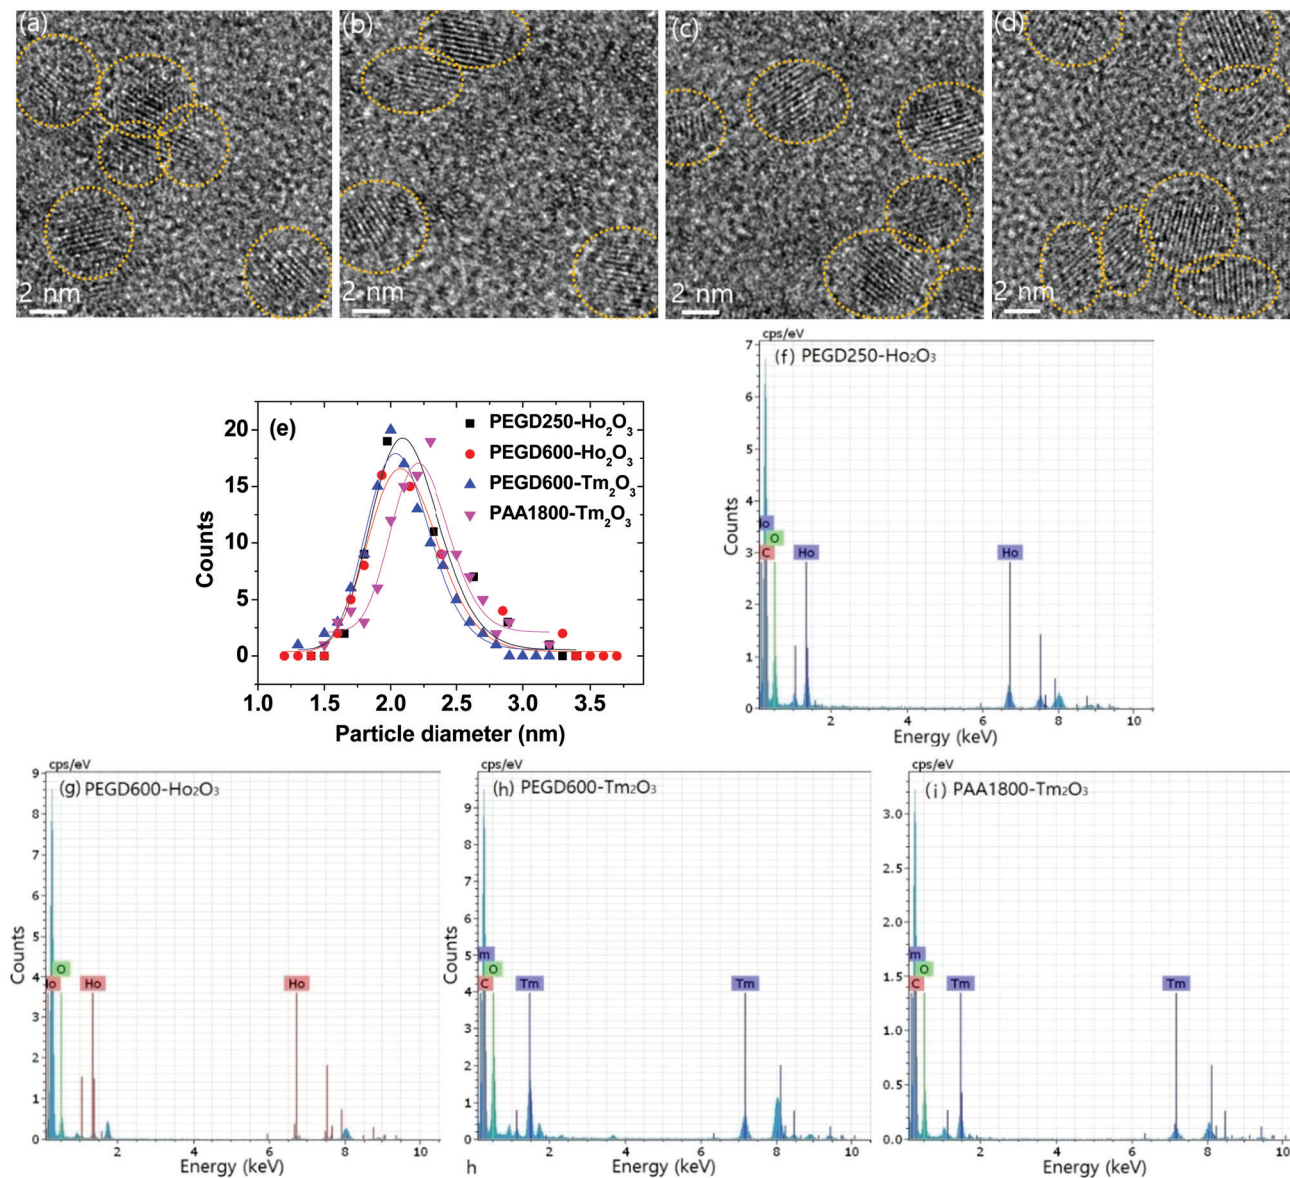 (a)
(b)
(c)
(d)
2 nm
2 nm
2 nm
2 nm
(e)
PEGD250-Ho₂O₃
PEGD600-Ho₂O₃
PEGD600-Tm₂O₃
PAA1800-Tm₂O₃
20
15
10
5
0
Counts
1.0 1.5 2.0 2.5 3.0 3.5
Particle diameter (nm)
cps/eV
(f) PEGD250-Ho₂O₃
7
6
5
4
3
2
1
0
Counts
Ho
C
O
Ho
Ho
2 4 6 8 10
Energy (keV)
cps/eV
(g) PEGD600-Ho₂O₃
9
8
7
6
5
4
3
2
1
0
Counts
Ho
O
Ho
Ho
2 4 6 8 10
Energy (keV)
cps/eV
(h) PEGD600-Tm₂O₃
9
8
7
6
5
4
3
2
1
0
Counts
m
C
O
Tm
Tm
2 4 6 8 10
Energy (keV)
h
cps/eV
(i) PAA1800-Tm₂O₃
3.0
2.5
2.0
1.5
1.0
0.5
0.0
Counts
m
C
O
Tm
Tm
2 4 6 8 10
Energy (keV)